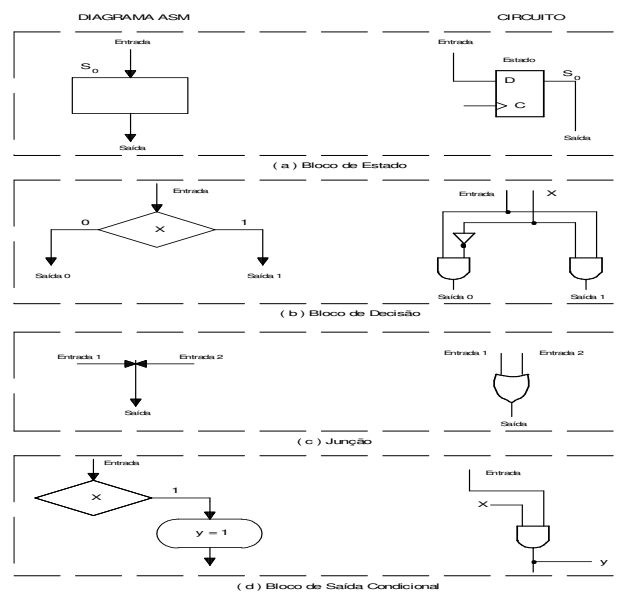 DIAGRAMA ASM
CIRCUITO
Entrada
S0
Saída
Entrada
Estado
D
C
S0
Saída
( a ) Bloco de Estado
Entrada
0
X
1
Saída 0
Saída 1
Entrada
X
Saída 0
Saída 1
( b ) Bloco de Decisão
Entrada 1
Entrada 2
Saída
Entrada 1
Entrada 2
Saída
( c ) Junção
Entrada
X
1
y = 1
Entrada
X
y
( d ) Bloco de Saída Condicional